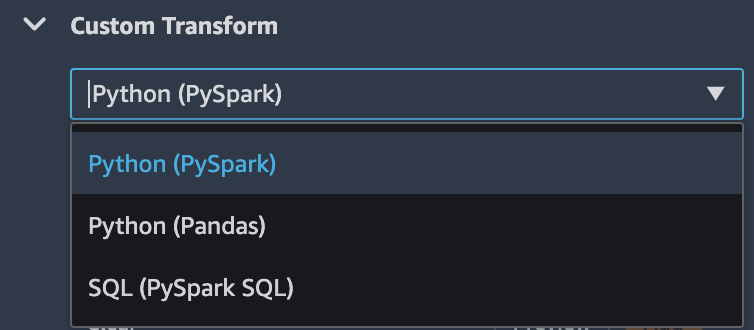 Custom Transform
Python (PySpark)
Python (PySpark)
Python (Pandas)
SQL (PySpark SQL)